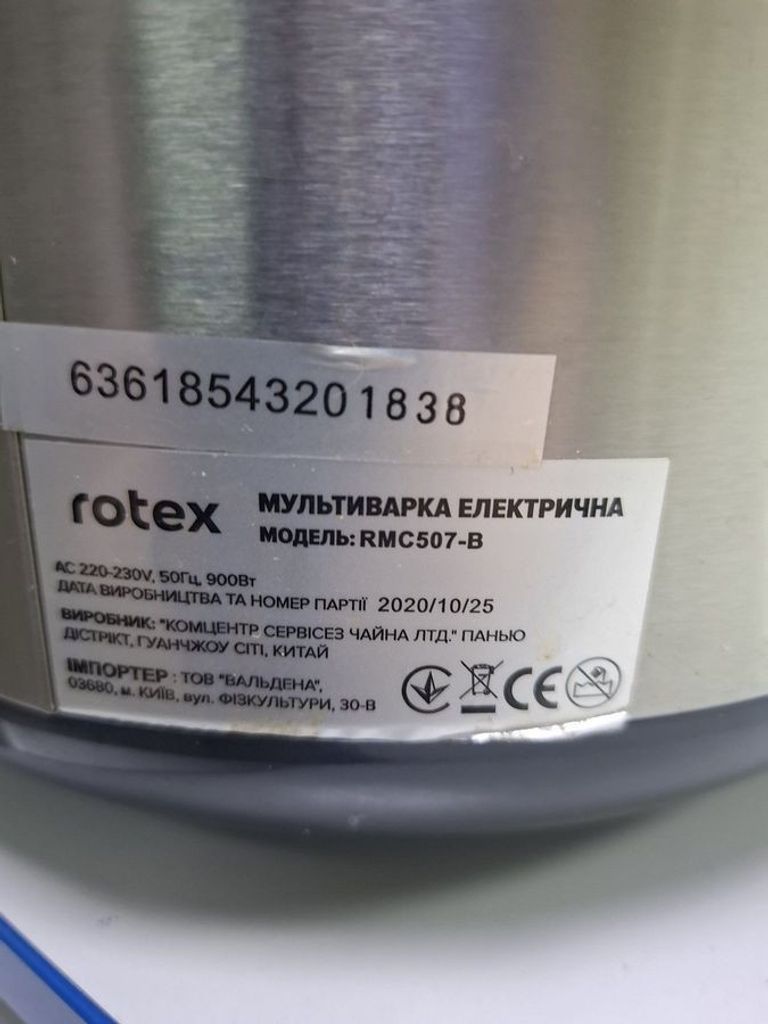 63618543201838
rotex
МУЛЬТИВАРКА ЕЛЕКТРИЧНА
МОДЕЛЬ: RMC507-B
AC 220-230V, 50Гц, 900Вт
ДАТА ВИРОБНИЦТВА ТА НОМЕР ПАРТІЇ 2020/10/25
ВИРОБНИК: "КОМЦЕНТР СЕРВІСЕЗ ЧАЙНА ЛТД." ПАНЬЮ
ДІСТРІКТ, ГУАНЧЖОУ СІТІ, КИТАЙ
ІМПОРТЕР : ТОВ "ВАЛЬДЕНА",
03680, м. КИЇВ, вул. ФІЗКУЛЬТУРИ, 30-В
CE